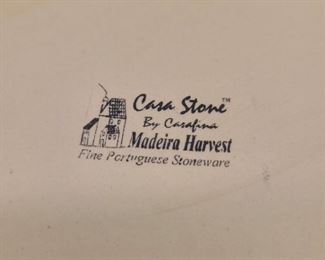 Casa Stone™
By Casafina
Madeira Harvest
Fine Portuguese Stoneware